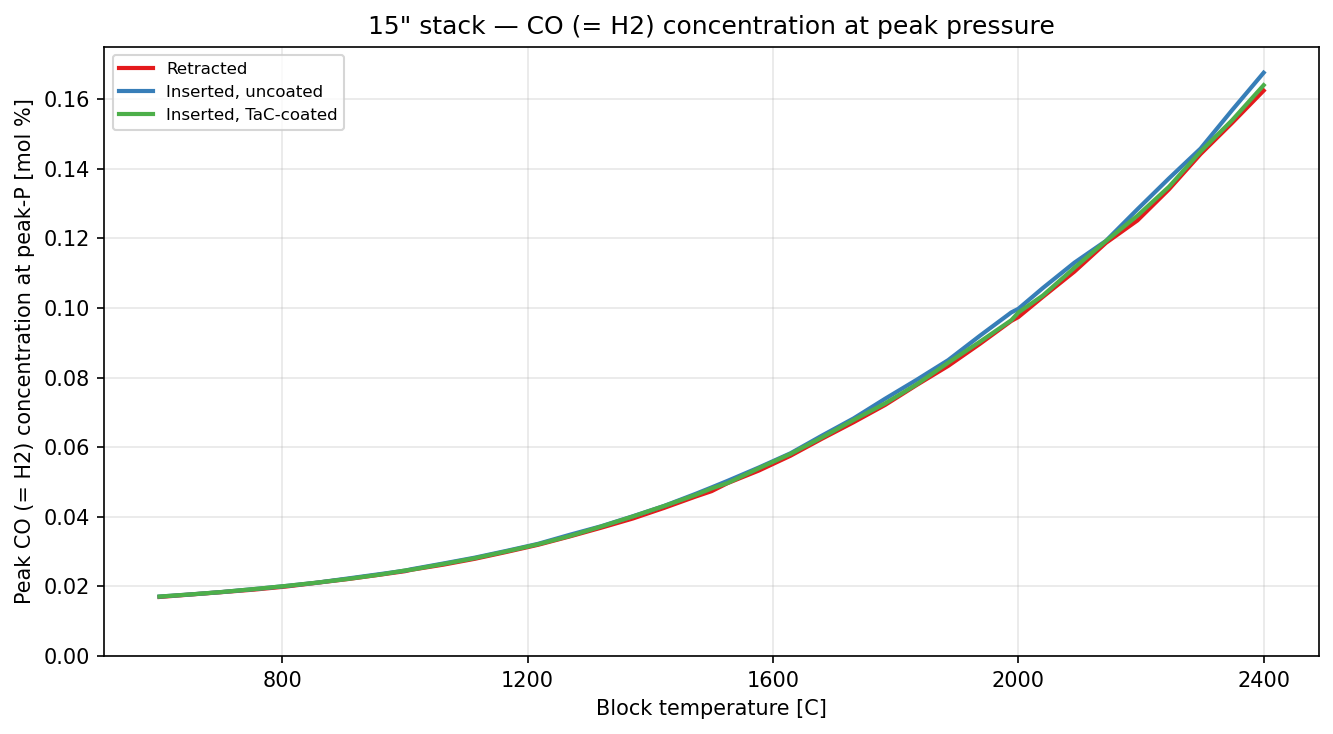 15" stack — CO (= H2) concentration at peak pressure
Retracted
Inserted, uncoated
Inserted, TaC-coated
Peak CO (= H2) concentration at peak-P [mol %]
0.16
0.14
0.12
0.10
0.08
0.06
0.04
0.02
0.00
800
1200
1600
2000
2400
Block temperature [C]